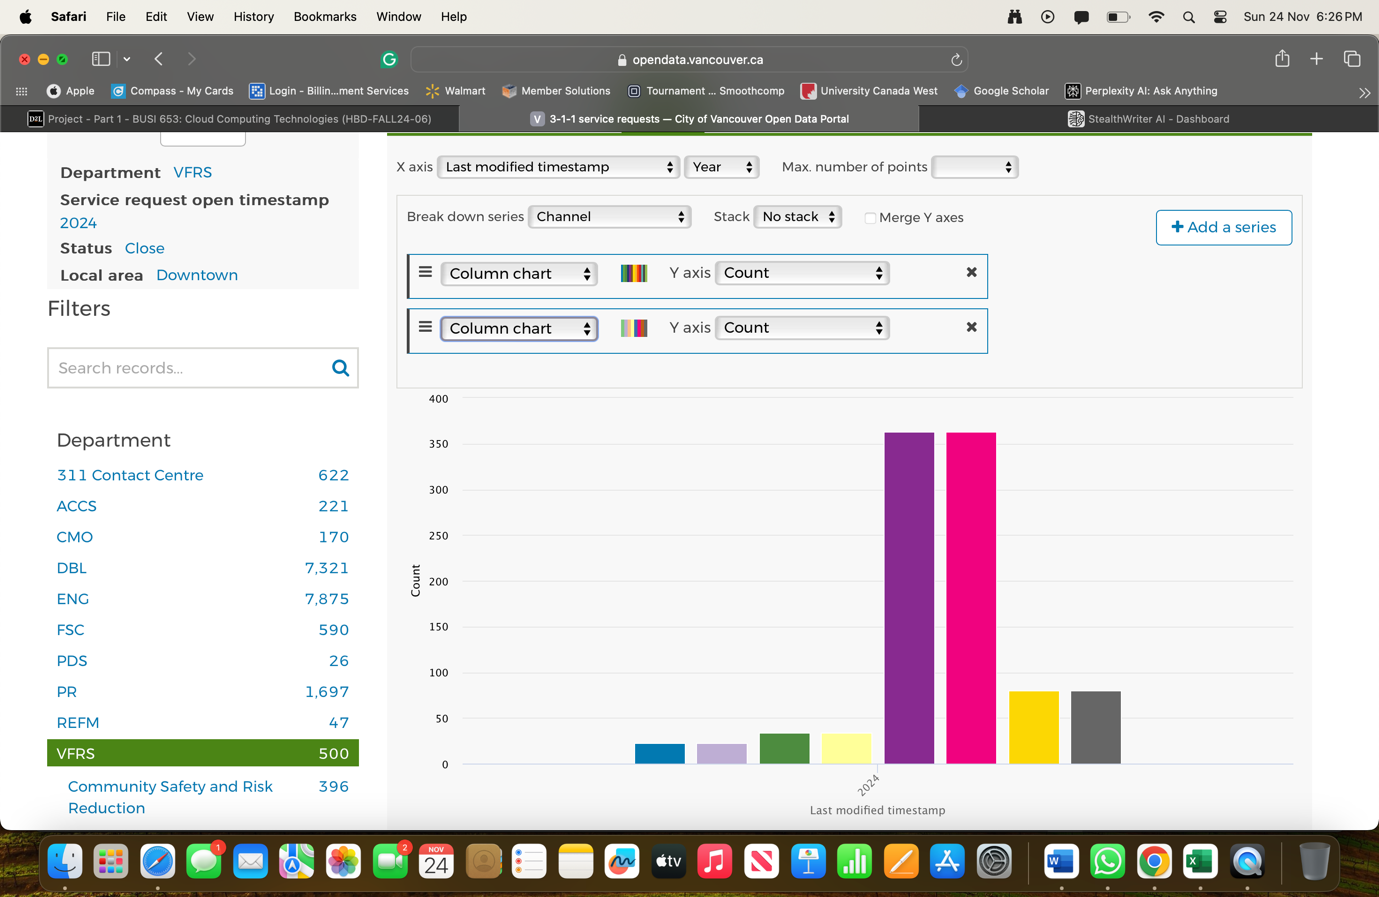 Safari File Edit View History Bookmarks Window Help Sun 24 Nov 6:26 PM
opendata.vancouver.ca
Apple Compass - My Cards Login - Billin...ment Services Walmart Member Solutions Tournament ... Smoothcomp University Canada West Google Scholar Perplexity AI: Ask Anything
D2L Project - Part 1 - BUSI 653: Cloud Computing Technologies (HBD-FALL24-06) V 3-1-1 service requests — City of Vancouver Open Data Portal StealthWriter AI - Dashboard
Department VFRS
Service request open timestamp
2024
Status Close
Local area Downtown
Filters
Search records...
Department
311 Contact Centre 622
ACCS 221
CMO 170
DBL 7,321
ENG 7,875
FSC 590
PDS 26
PR 1,697
REFM 47
VFRS 500
Community Safety and Risk 396
Reduction
X axis Last modified timestamp Year Max. number of points
Break down series Channel Stack No stack Merge Y axes + Add a series
Column chart Y axis Count
Column chart Y axis Count
400
350
300
250
200
150
100
50
0
Count
2024
Last modified timestamp
1
2
NOV
24
tv
W
X